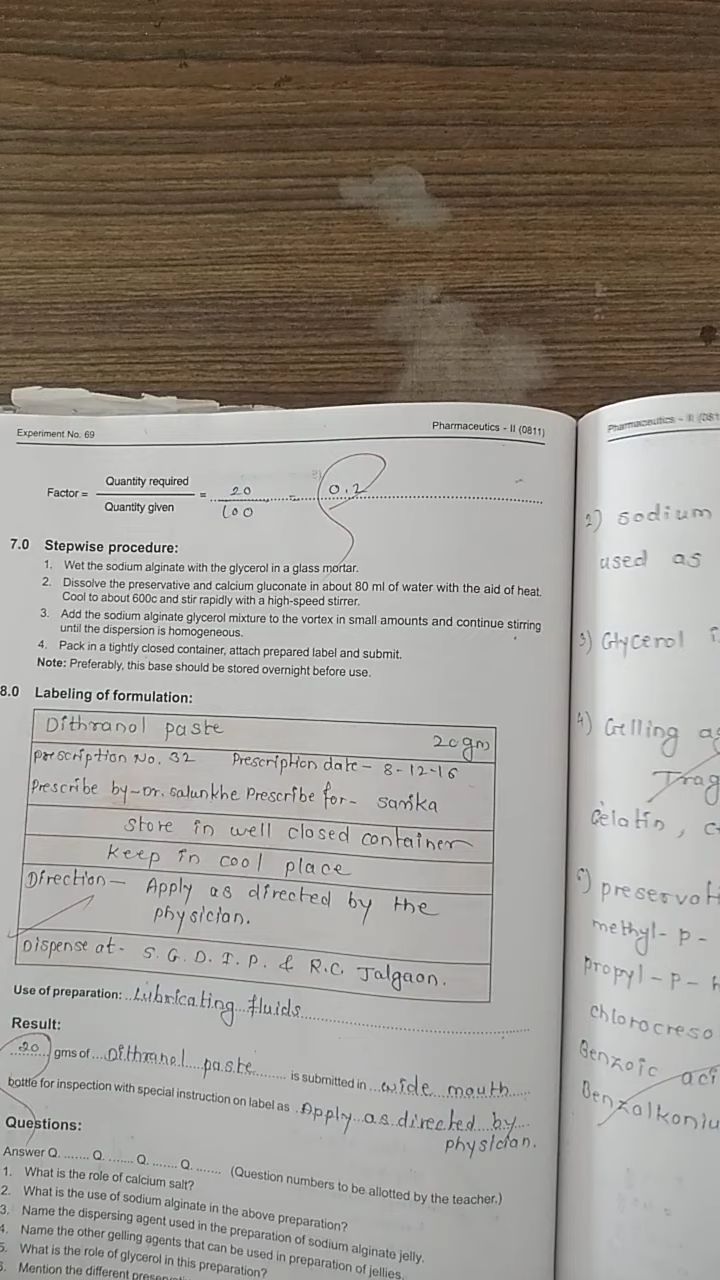 Experiment No. 69
Pharmaceutics - II (0811)
Factor = Quantity required / Quantity given = 20 / 100 = 0.2
7.0 Stepwise procedure:
1. Wet the sodium alginate with the glycerol in a glass mortar.
2. Dissolve the preservative and calcium gluconate in about 80 ml of water with the aid of heat.
Cool to about 600c and stir rapidly with a high-speed stirrer.
3. Add the sodium alginate glycerol mixture to the vortex in small amounts and continue stirring
until the dispersion is homogeneous.
4. Pack in a tightly closed container, attach prepared label and submit.
Note: Preferably, this base should be stored overnight before use.
8.0 Labeling of formulation:
Dithranol paste 20gm
prescription No. 32 Prescription date - 8-12-16
Prescribe by - Dr. Salunkhe Prescribe for - Sarika
Store in well closed container
keep in cool place
Direction - Apply as directed by the
physician.
Dispense at - S. G. D. I. P. & R.C. Jalgaon.
Use of preparation: Lubricating fluids
Result:
20 gms of Dithranol paste is submitted in wide mouth
bottle for inspection with special instruction on label as Apply as directed by
physician.
Questions:
Answer Q. ....... Q. ....... Q. ....... Q. ....... (Question numbers to be allotted by the teacher.)
1. What is the role of calcium salt?
2. What is the use of sodium alginate in the above preparation?
3. Name the dispersing agent used in the preparation of sodium alginate jelly.
4. Name the other gelling agents that can be used in preparation of jellies.
5. What is the role of glycerol in this preparation?
6. Mention the different
Pharmaceutics - II (081
2) sodium
used as
3) Glycerol
4) Gelling
Trag
Gelatin,
preservat
methyl - p -
propyl - p -
chlorocreso
Benzoic aci
Benzalkoniu